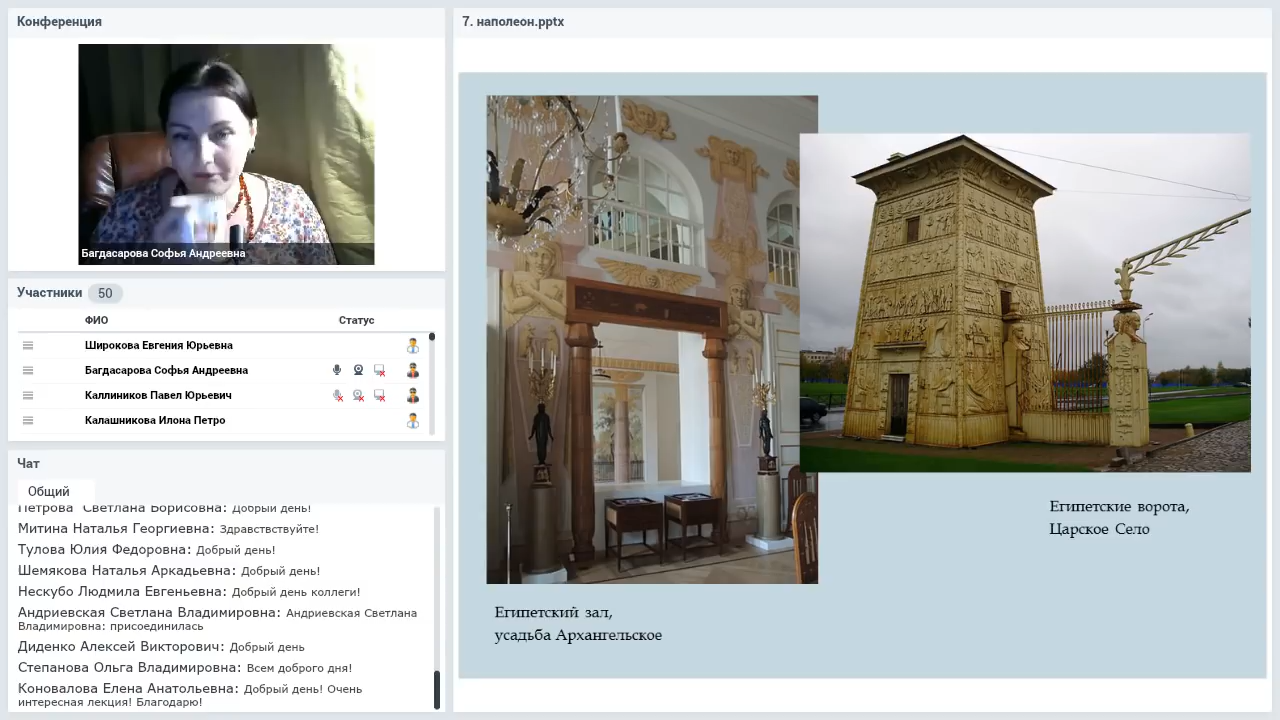 Конференция
Багдасарова Софья Андреевна
Участники 50
ФИО Статус
Широкова Евгения Юрьевна
Багдасарова Софья Андреевна
Каллиников Павел Юрьевич
Калашникова Илона Петро
Чат
Общий
Петрова Светлана Борисовна: Добрый день!
Митина Наталья Георгиевна: Здравствствуйте!
Тулова Юлия Федоровна: Добрый день!
Шемякова Наталья Аркадьевна: Добрый день!
Нескубо Людмила Евгеньевна: Добрый день коллеги!
Андриевская Светлана Владимировна: Андриевская Светлана
Владимировна: присоединилась
Диденко Алексей Викторович: Добрый день
Степанова Ольга Владимировна: Всем доброго дня!
Коновалова Елена Анатольевна: Добрый день! Очень
интересная лекция! Благодарю!
7. наполеон.pptx
Египетские ворота,
Царское Село
Египетский зал,
усадьба Архангельское